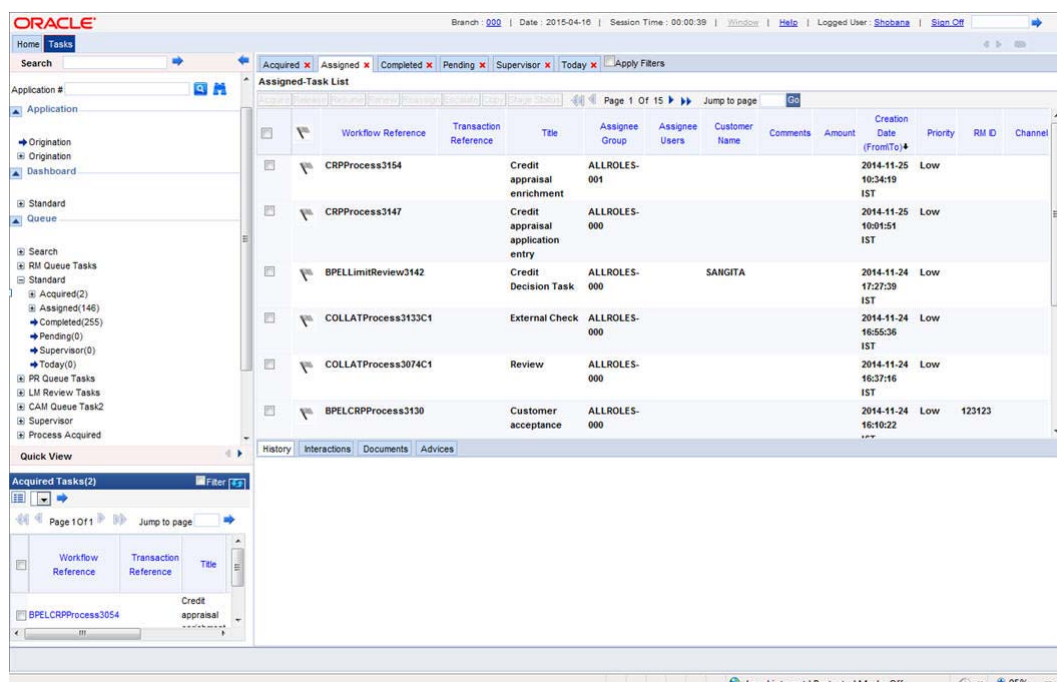 ORACLE
Branch : 000 | Date : 2015-04-16 | Session Time : 00:00:39 | Window | Help | Logged User : Shobana | Sign Off
Home Tasks
Search
Application #
Application
Origination
Origination
Dashboard
Standard
Queue
Search
RM Queue Tasks
Standard
Acquired(2)
Assigned(146)
Completed(255)
Pending(0)
Supervisor(0)
Today(0)
PR Queue Tasks
LM Review Tasks
CAM Queue Task2
Supervisor
Process Acquired
Quick View
Acquired Tasks(2) Filter
Page 1 Of 1 Jump to page
Workflow Reference Transaction Reference Title
BPELCRPProcess3054 Credit appraisal
Acquired Assigned Completed Pending Supervisor Today Apply Filters
Assigned-Task List
Page 1 Of 15 Jump to page Go
Workflow Reference Transaction Reference Title Assignee Group Assignee Users Customer Name Comments Amount Creation Date (From\To) Priority RM ID Channel
CRPProcess3154 Credit appraisal enrichment ALLROLES-001 2014-11-25 10:34:19 IST Low
CRPProcess3147 Credit appraisal application entry ALLROLES-000 2014-11-25 10:01:51 IST Low
BPELLimitReview3142 Credit Decision Task ALLROLES-000 SANGITA 2014-11-24 17:27:39 IST Low
COLLATProcess3133C1 External Check ALLROLES-000 2014-11-24 16:55:36 IST Low
COLLATProcess3074C1 Review ALLROLES-000 2014-11-24 16:37:16 IST Low
BPELCRPProcess3130 Customer acceptance ALLROLES-000 2014-11-24 16:10:22 Low 123123
History Interactions Documents Advices